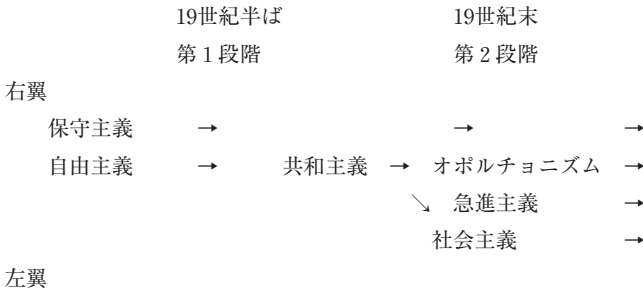 19世紀半ば 19世紀末
第1段階 第2段階
右翼
保守主義 → → →
自由主義 → 共和主義 → オポルチョニズム →
↘ 急進主義 →
社会主義 →
左翼